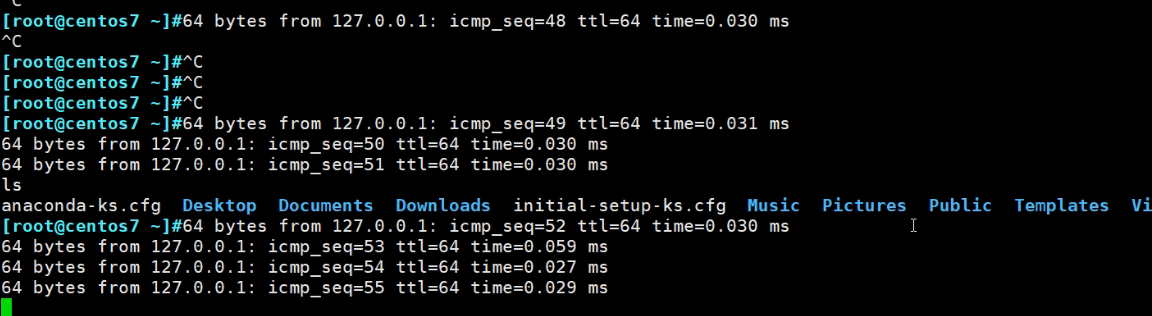 ^C
[root@centos7 ~]#64 bytes from 127.0.0.1: icmp_seq=48 ttl=64 time=0.030 ms
^C
[root@centos7 ~]#^C
[root@centos7 ~]#^C
[root@centos7 ~]#^C
[root@centos7 ~]#64 bytes from 127.0.0.1: icmp_seq=49 ttl=64 time=0.031 ms
64 bytes from 127.0.0.1: icmp_seq=50 ttl=64 time=0.030 ms
64 bytes from 127.0.0.1: icmp_seq=51 ttl=64 time=0.030 ms
ls
anaconda-ks.cfg  Desktop  Documents  Downloads  initial-setup-ks.cfg  Music  Pictures  Public  Templates  Vi
[root@centos7 ~]#64 bytes from 127.0.0.1: icmp_seq=52 ttl=64 time=0.030 ms
64 bytes from 127.0.0.1: icmp_seq=53 ttl=64 time=0.059 ms
64 bytes from 127.0.0.1: icmp_seq=54 ttl=64 time=0.027 ms
64 bytes from 127.0.0.1: icmp_seq=55 ttl=64 time=0.029 ms